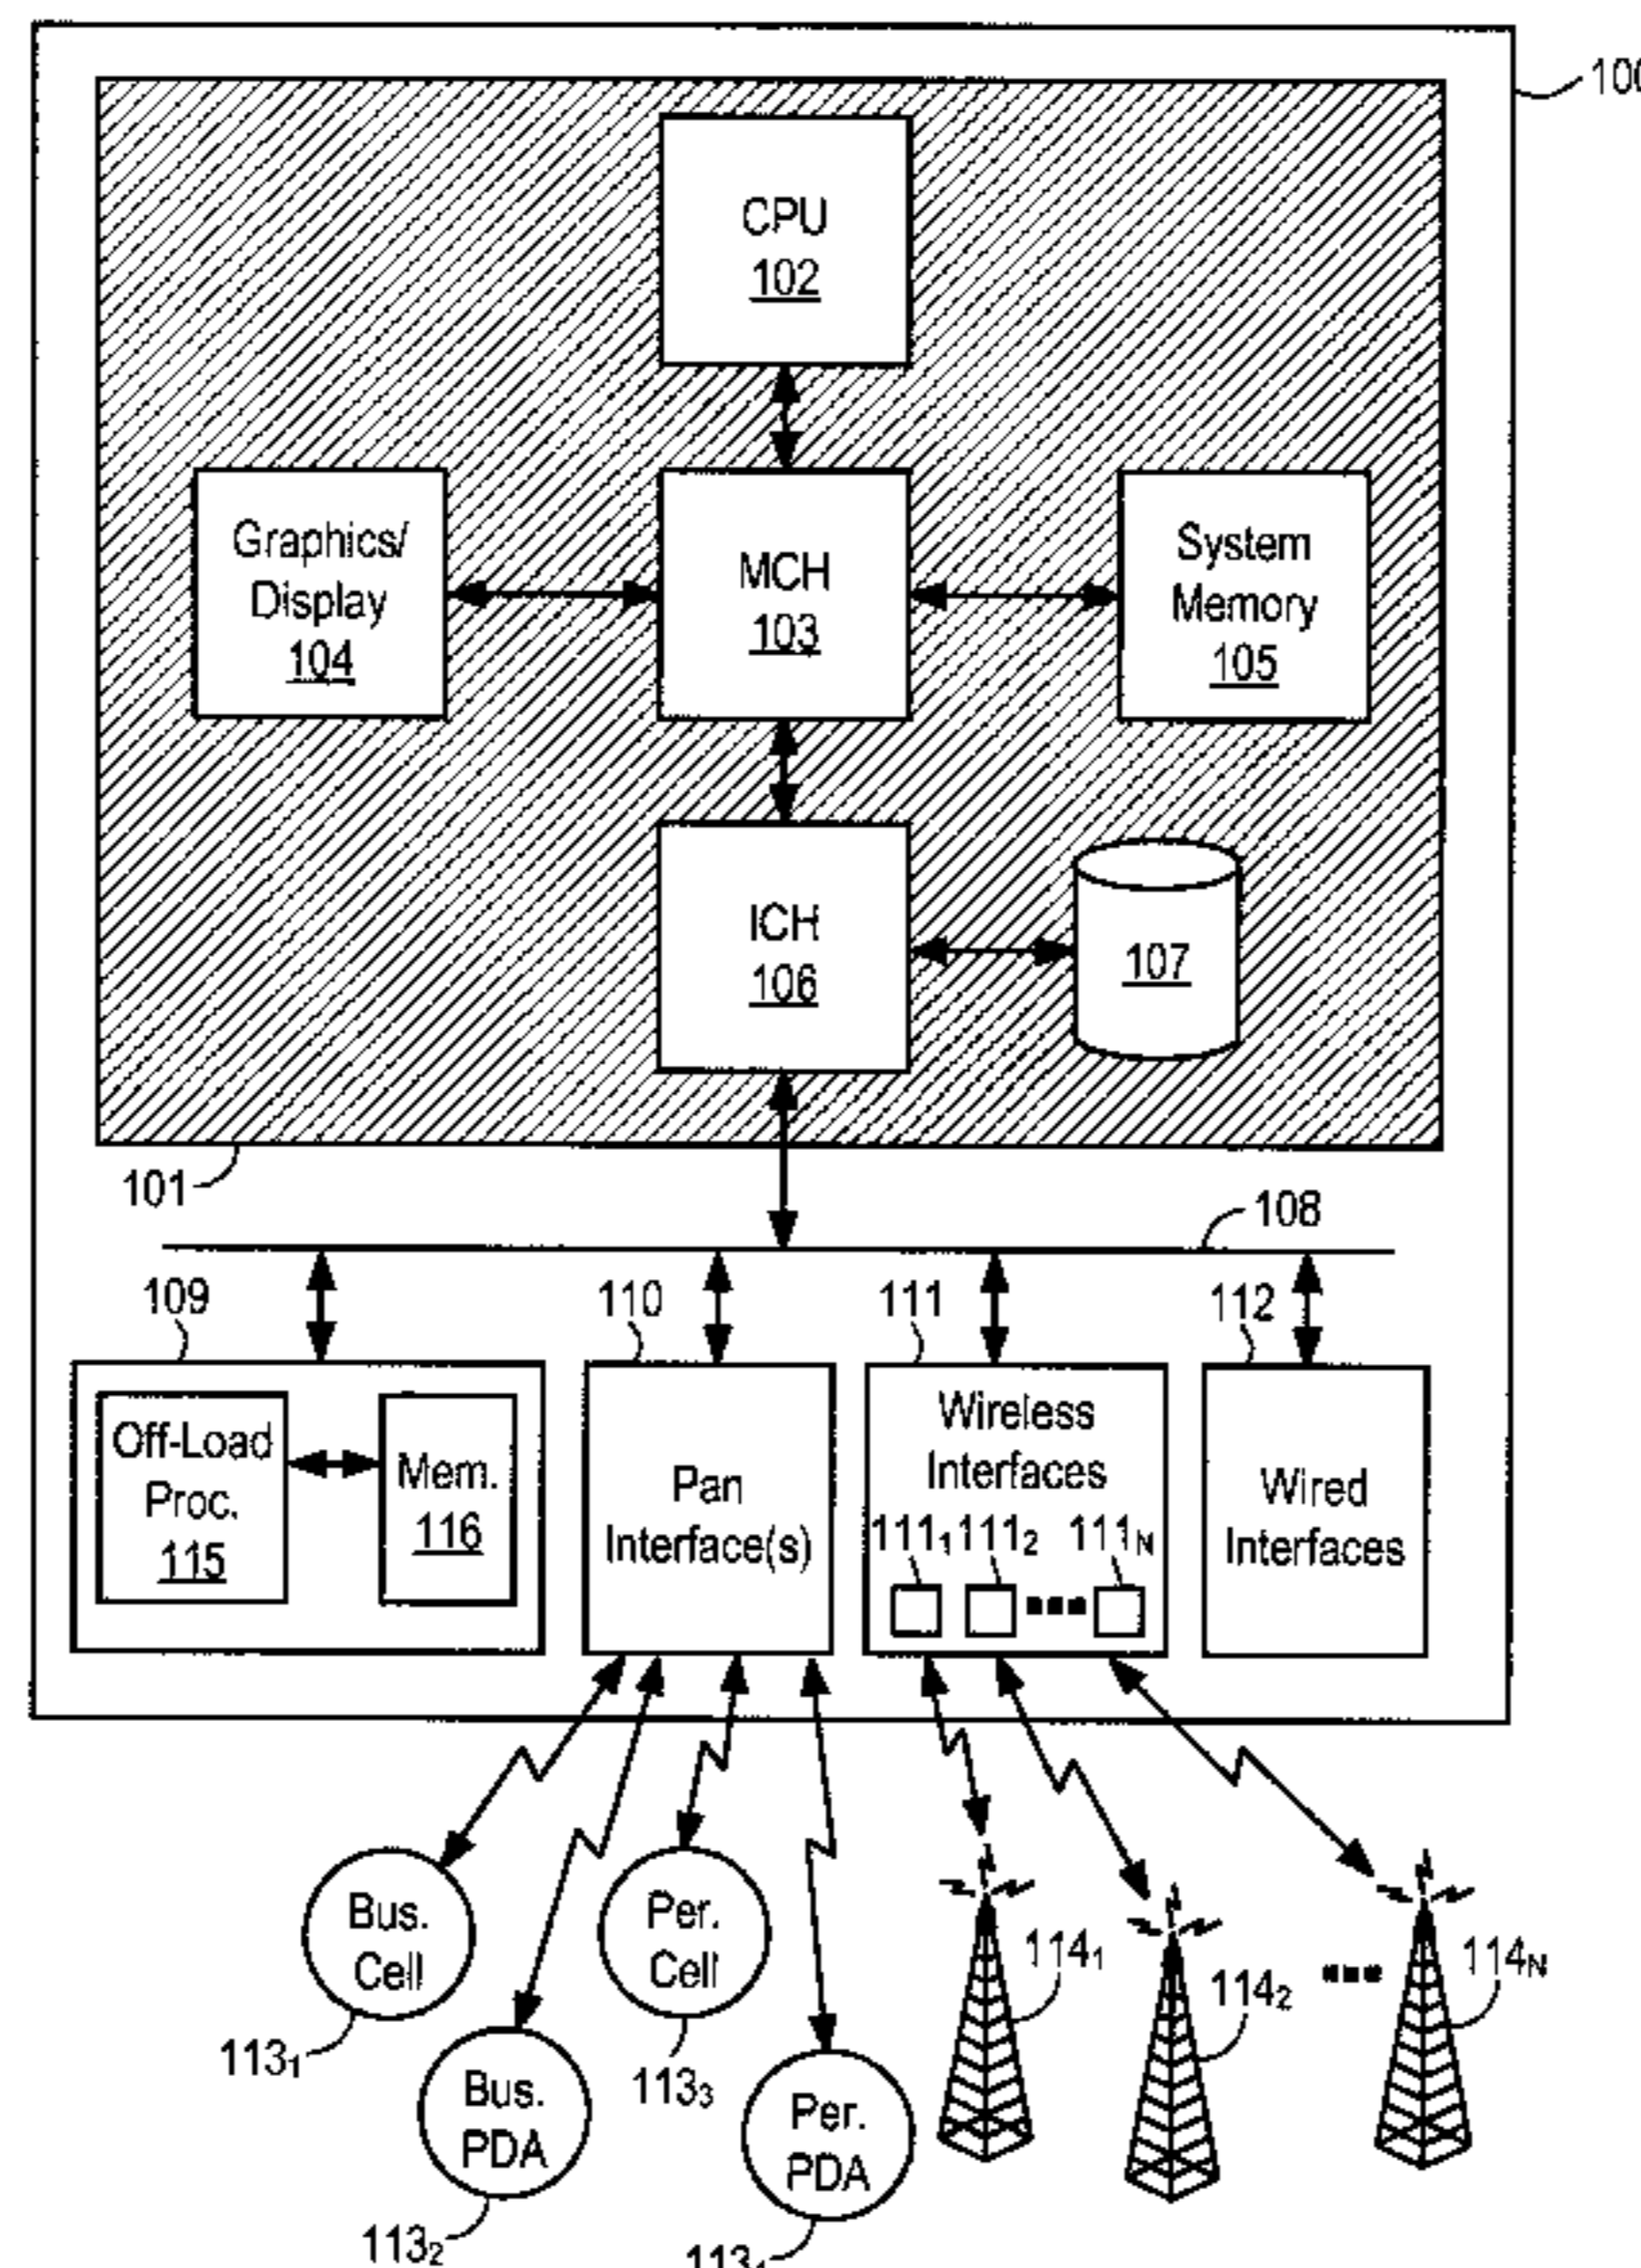 100
CPU
102
Graphics/
Display
104
MCH
103
System
Memory
105
ICH
106
107
101
108
109
110
111
112
Off-Load
Proc.
115
Mem.
116
Pan
Interface(s)
Wireless
Interfaces
111₁ 111₂ 111N
Wired
Interfaces
Bus.
Cell
Per.
Cell
114₁
114₂
114N
113₁
Bus.
PDA
113₃
Per.
PDA
113₂